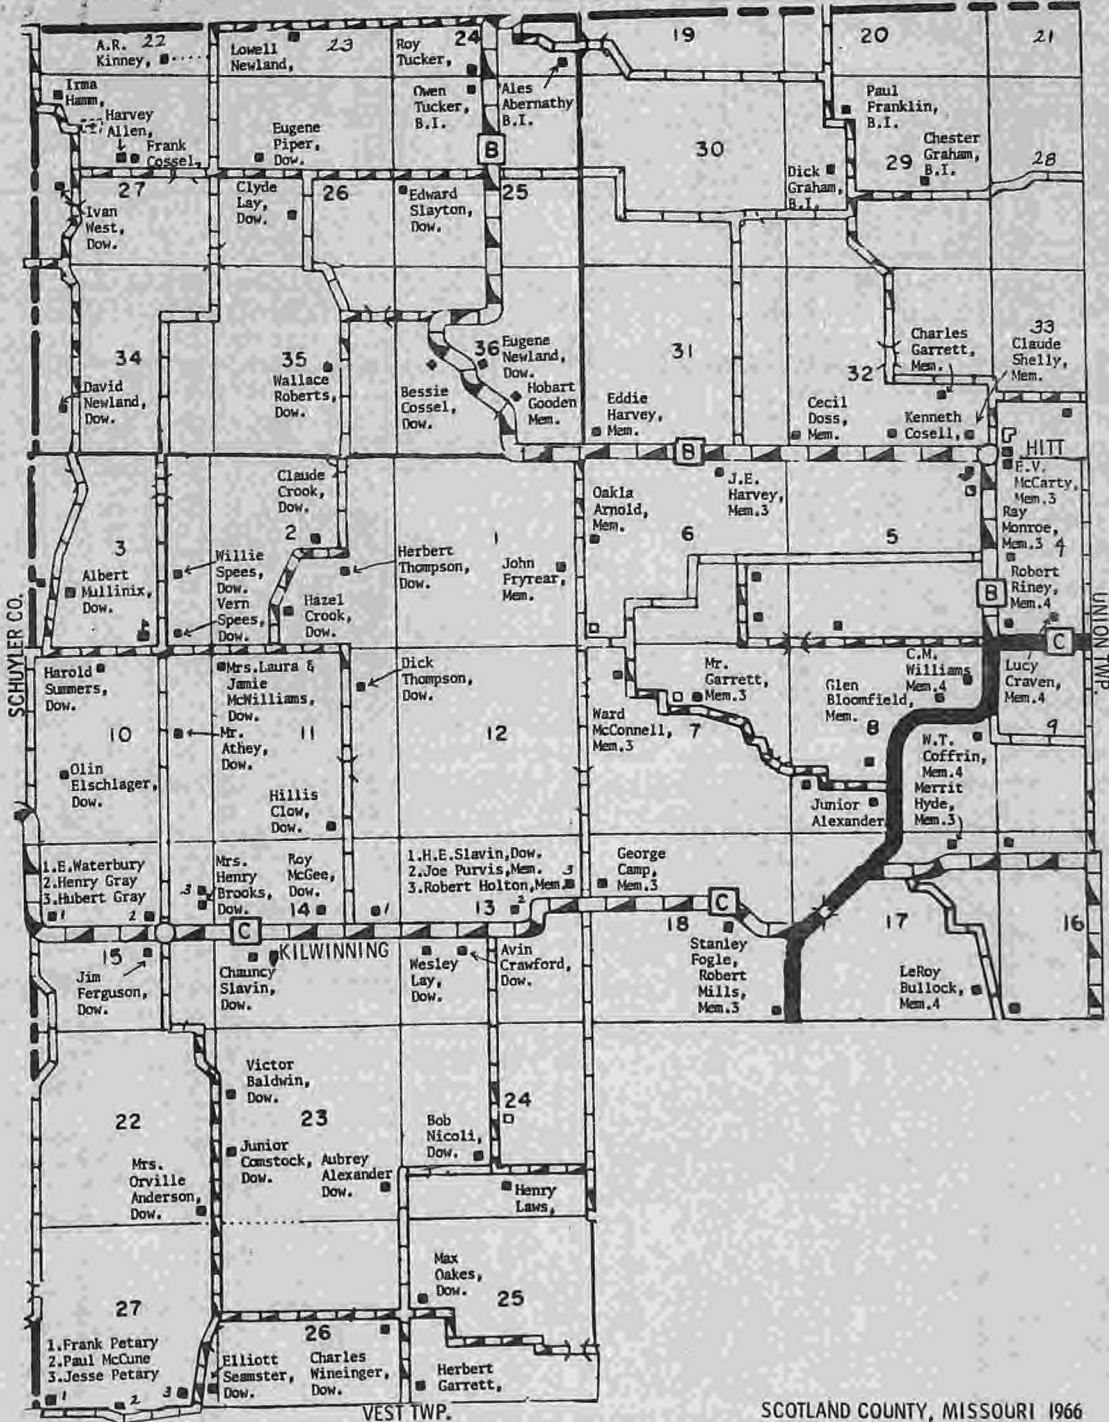 A.R. 22
Kinney,
Lowell 23
Newland,
Roy 24
Tucker,
19
20
21
Irma
Hamm,
Harvey
Allen,
Frank
Cossel,
Eugene
Piper,
Dow.
Owen
Tucker,
B.I.
Ales
Abernathy
B.I.
B
30
Paul
Franklin,
B.I.
Chester
29 Graham,
B.I.
28
Dick
Graham,
B.I.
27
Ivan
West,
Dow.
Clyde
Lay,
Dow.
26
Edward
Slayton,
Dow.
25
34
David
Newland,
Dow.
35
Wallace
Roberts,
Dow.
Bessie
Cossel,
Dow.
36 Eugene
Newland,
Dow.
Hobart
Gooden
Mem.
31
Eddie
Harvey,
Mem.
32
Cecil
Doss,
Mem.
Charles
Garrett,
Mem.
Kenneth
Cosell,
33
Claude
Shelly,
Mem.
B
HITT
E.V.
McCarty,
Mem.3
Ray
Monroe,
Mem.3 4
Robert
Riney,
Mem.4
3
Albert
Mullinix,
Dow.
4
Willie
Spees,
Dow.
Vern
Spees,
Dow.
Claude
Crook,
Dow.
2
Hazel
Crook,
Dow.
Herbert
Thompson,
Dow.
1
John
Fryrear,
Mem.
Oakla
Arnold,
Mem.
6
J.E.
Harvey,
Mem.3
5
B
C
SCHUYLER CO.
UNION TWP
Harold
Summers,
Dow.
10
Olin
Elschlager,
Dow.
Mrs.Laura &
Jamie
McWilliams,
Dow.
Mr.
Athey,
Dow.
11
Hillis
Clow,
Dow.
Dick
Thompson,
Dow.
12
Ward
McConnell,
Mem.3
Mr.
Garrett,
Mem.3
7
Glen
Bloomfield,
Mem.
8
C.M.
Williams
Mem.4
Lucy
Craven,
Mem.4
9
W.T.
Coffrin,
Mem.4
Merrit
Hyde,
Mem.3
Junior
Alexander
1.E.Waterbury
2.Henry Gray
3.Hubert Gray
1
2
3
Mrs.
Henry
Brooks,
Dow.
Roy
McGee,
Dow.
14
1
1.H.E.Slavin,Dow.
2.Joe Purvis,Mem. 3
3.Robert Holton,Mem.
13 2
George
Camp,
Mem.3
C
C
KILWINNING
15
Jim
Ferguson,
Dow.
Chauncy
Slavin,
Dow.
Wesley
Lay,
Dow.
Avin
Crawford,
Dow.
18
Stanley
Fogle,
Robert
Mills,
Mem.3
17
LeRoy
Bullock,
Mem.4
16
22
Mrs.
Orville
Anderson,
Dow.
Victor
Baldwin,
Dow.
23
Junior
Comstock,
Dow.
Aubrey
Alexander
Dow.
Bob
Nicoli,
Dow.
24
Henry
Laws,
27
1.Frank Petary
2.Paul McCune
3.Jesse Petary
1
2
3
26
Elliott
Seamster,
Dow.
Charles
Wineinger,
Dow.
Max
Oakes,
Dow.
25
Herbert
Garrett,
VEST TWP.
SCOTLAND COUNTY, MISSOURI 1966